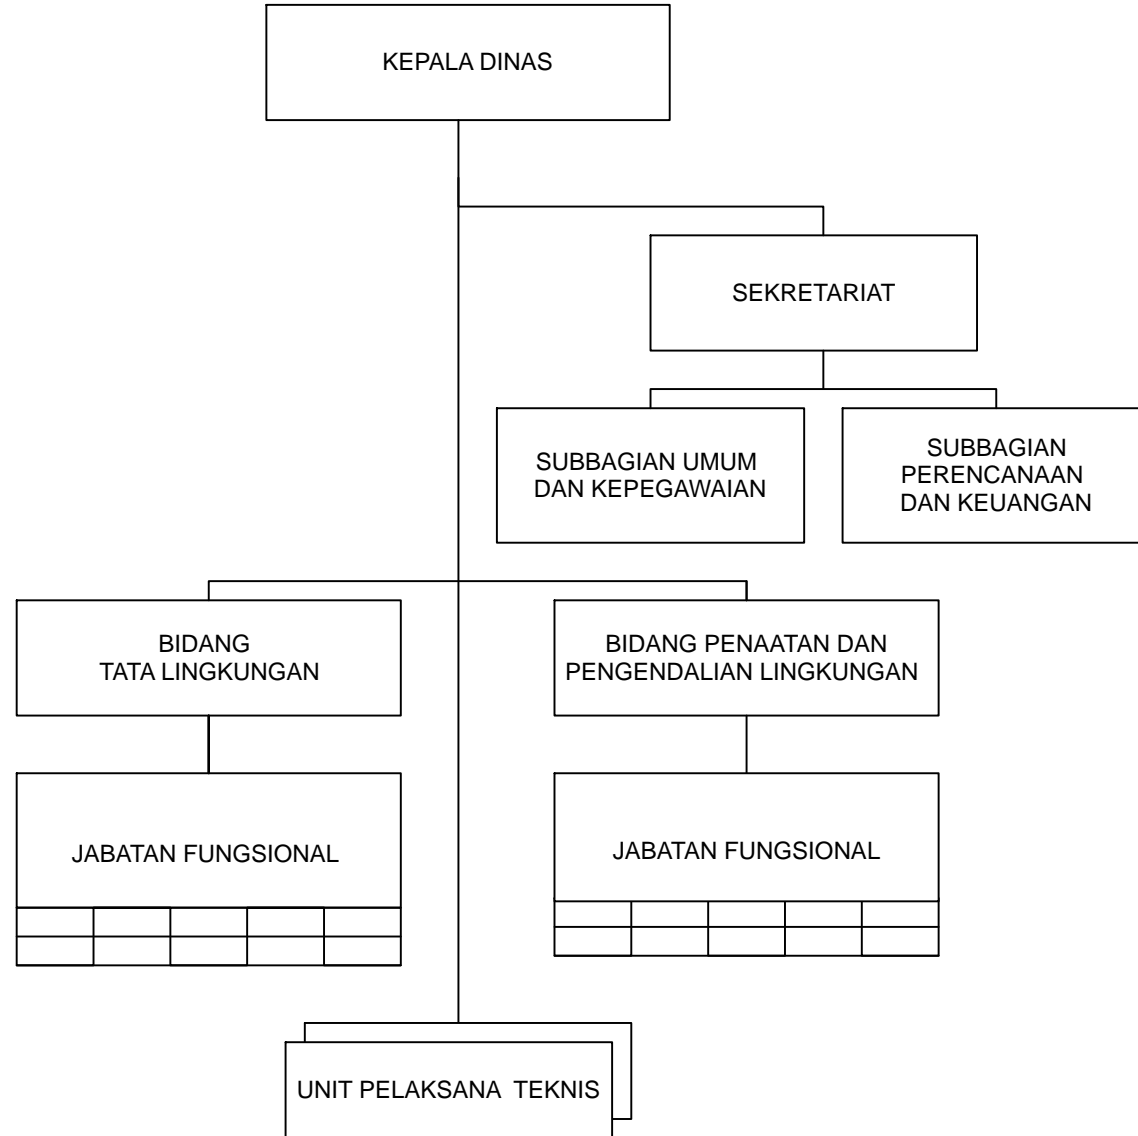 KEPALA DINAS
SEKRETARIAT
SUBBAGIAN UMUM
DAN KEPEGAWAIAN
SUBBAGIAN
PERENCANAAN
DAN KEUANGAN
BIDANG
TATA LINGKUNGAN
BIDANG PENAATAN DAN
PENGENDALIAN LINGKUNGAN
JABATAN FUNGSIONAL
JABATAN FUNGSIONAL
UNIT PELAKSANA TEKNIS